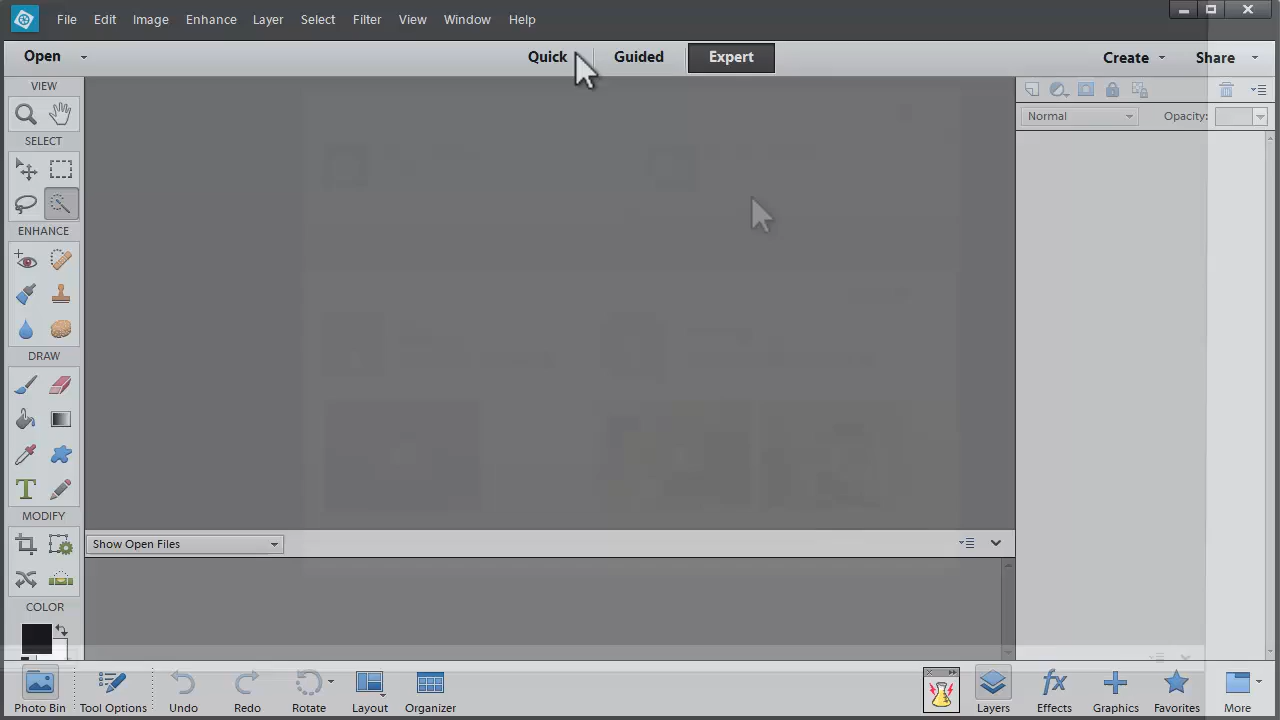 File Edit Image Enhance Layer Select Filter View Window Help
Open Quick Guided Expert Create Share
VIEW
Normal Opacity:
SELECT
ENHANCE
DRAW
T
MODIFY
Show Open Files
COLOR
Photo Bin Tool Options Undo Redo Rotate Layout Organizer Layers fx Effects Graphics Favorites More